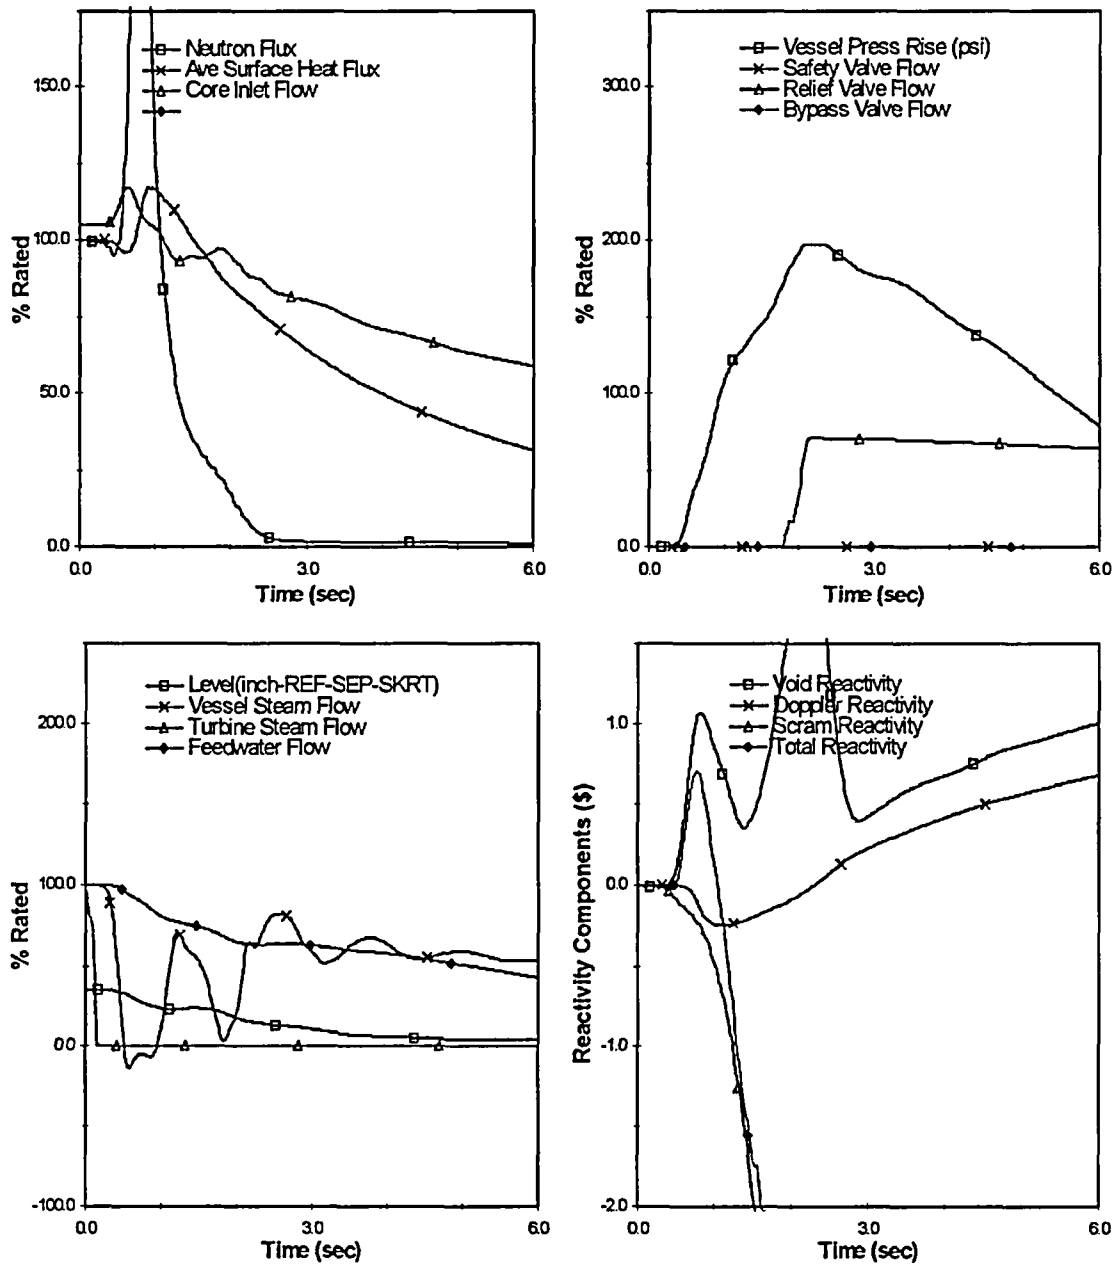 Neutron Flux
Ave Surface Heat Flux
Core Inlet Flow
150.0
100.0
50.0
0.0
% Rated
0.0 3.0 6.0
Time (sec)
Vessel Press Rise (psi)
Safety Valve Flow
Relief Valve Flow
Bypass Valve Flow
300.0
200.0
100.0
0.0
% Rated
0.0 3.0 6.0
Time (sec)
Level(inch-REF-SEP-SKRT)
Vessel Steam Flow
Turbine Steam Flow
Feedwater Flow
200.0
100.0
0.0
-100.0
% Rated
0.0 3.0 6.0
Time (sec)
Void Reactivity
Doppler Reactivity
Scram Reactivity
Total Reactivity
1.0
0.0
-1.0
-2.0
Reactivity Components ($)
0.0 3.0 6.0
Time (sec)